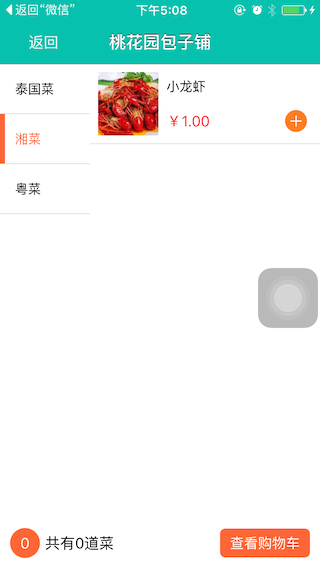 返回“微信” 下午5:08
返回 桃花园包子铺
泰国菜
湘菜
粤菜
小龙虾
￥1.00
0 共有0道菜 查看购物车